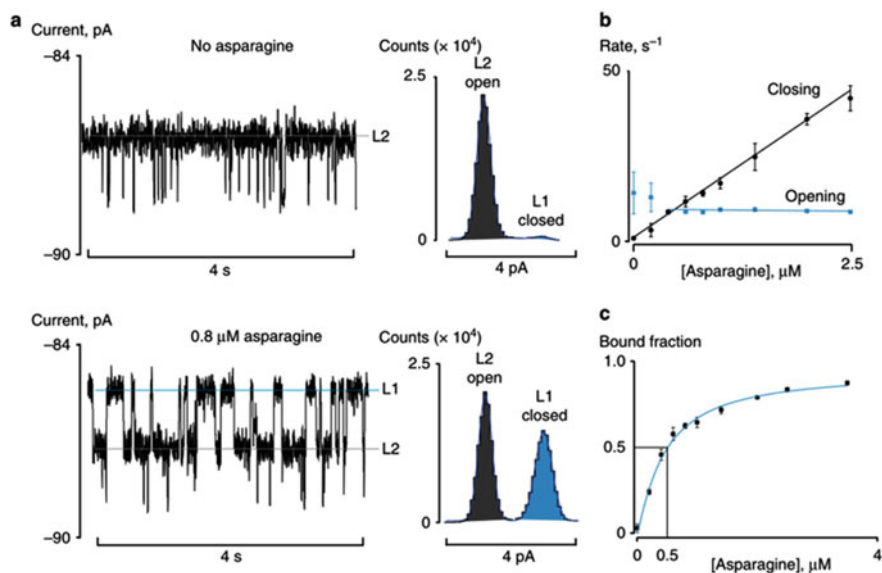 a
Current, pA
No asparagine
–84
L2
–90
4 s
Counts (× 10⁴)
L2
open
2.5
L1
closed
0
4 pA
Current, pA
0.8 µM asparagine
–84
L1
L2
–90
4 s
Counts (× 10⁴)
L2
open
2.5
L1
closed
0
4 pA
b
Rate, s⁻¹
50
Closing
Opening
0
0
2.5
[Asparagine], µM
c
Bound fraction
1.0
0.5
0
0
0.5
4
[Asparagine], µM